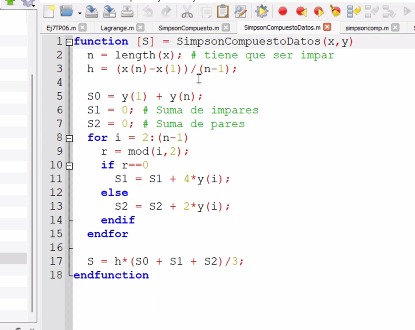 Ej7TP05.m
Lagrange.m
SimpsonCompuesto.m
SimpsonCompuestoDatos.m
simpsoncomp.m
1 function [S] = SimpsonCompuestoDatos(x,y)
2 n = length(x); # tiene que ser impar
3 h = (x(n)-x(1))/(n-1);
4
5 S0 = y(1) + y(n);
6 S1 = 0; # Suma de impares
7 S2 = 0; # Suma de pares
8 for i = 2:(n-1)
9 r = mod(i,2);
10 if r==0
11 S1 = S1 + 4*y(i);
12 else
13 S2 = S2 + 2*y(i);
14 endif
15 endfor
16
17 S = h*(S0 + S1 + S2)/3;
18 endfunction